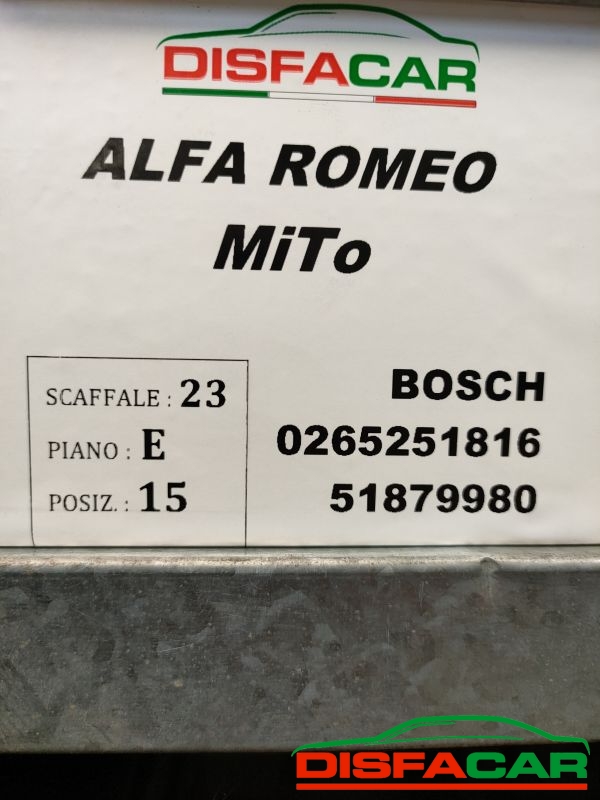 DISFACAR
ALFA ROMEO
MiTo
SCAFFALE : 23
PIANO : E
POSIZ. : 15
BOSCH
0265251816
51879980
DISFACAR